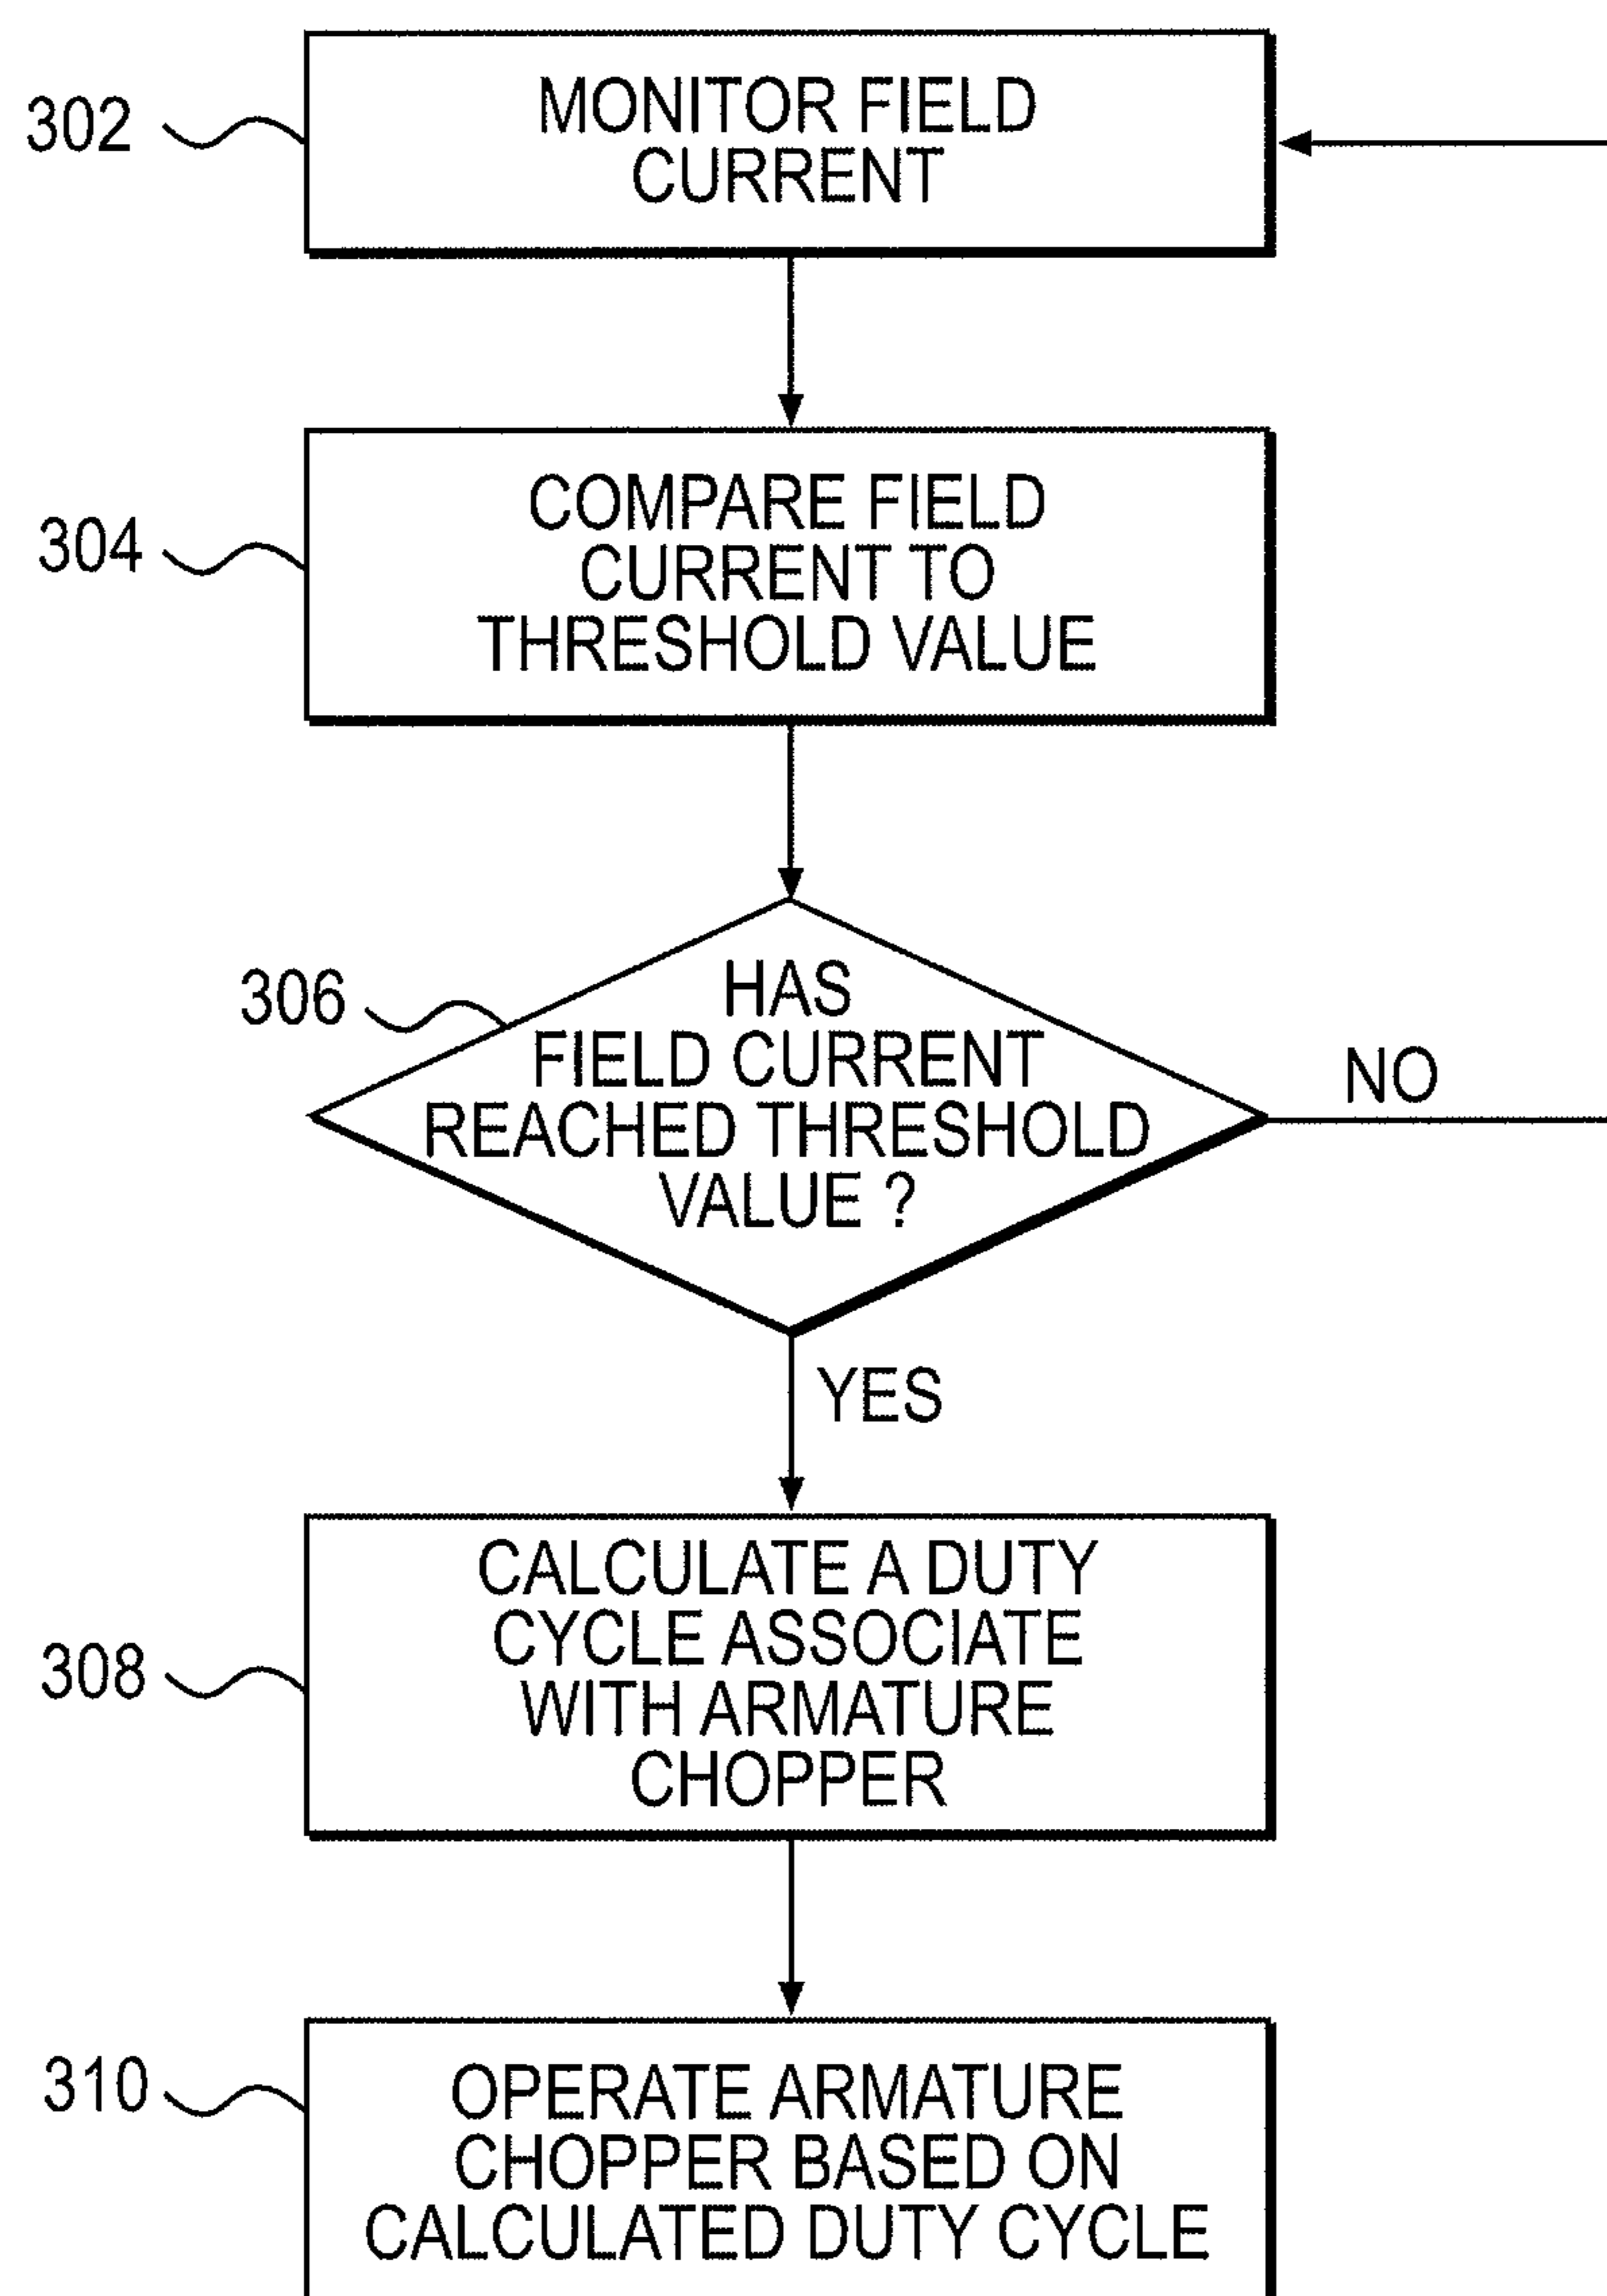 302
MONITOR FIELD
CURRENT
304
COMPARE FIELD
CURRENT TO
THRESHOLD VALUE
306
HAS
FIELD CURRENT
REACHED THRESHOLD
VALUE ?
NO
YES
308
CALCULATE A DUTY
CYCLE ASSOCIATE
WITH ARMATURE
CHOPPER
310
OPERATE ARMATURE
CHOPPER BASED ON
CALCULATED DUTY CYCLE